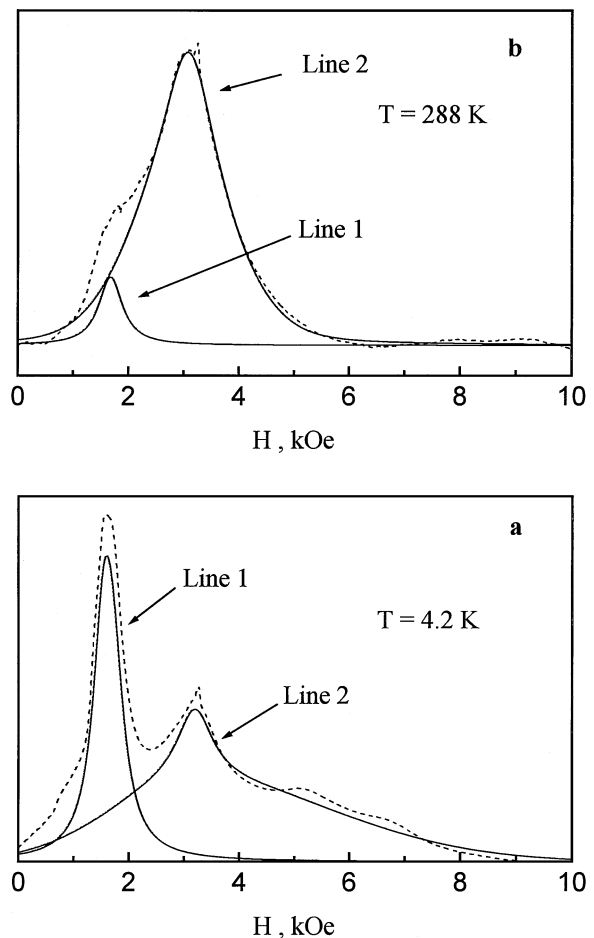 b
Line 2
T = 288 K
Line 1
0 2 4 6 8 10
H , kOe
a
Line 1
T = 4.2 K
Line 2
0 2 4 6 8 10
H , kOe